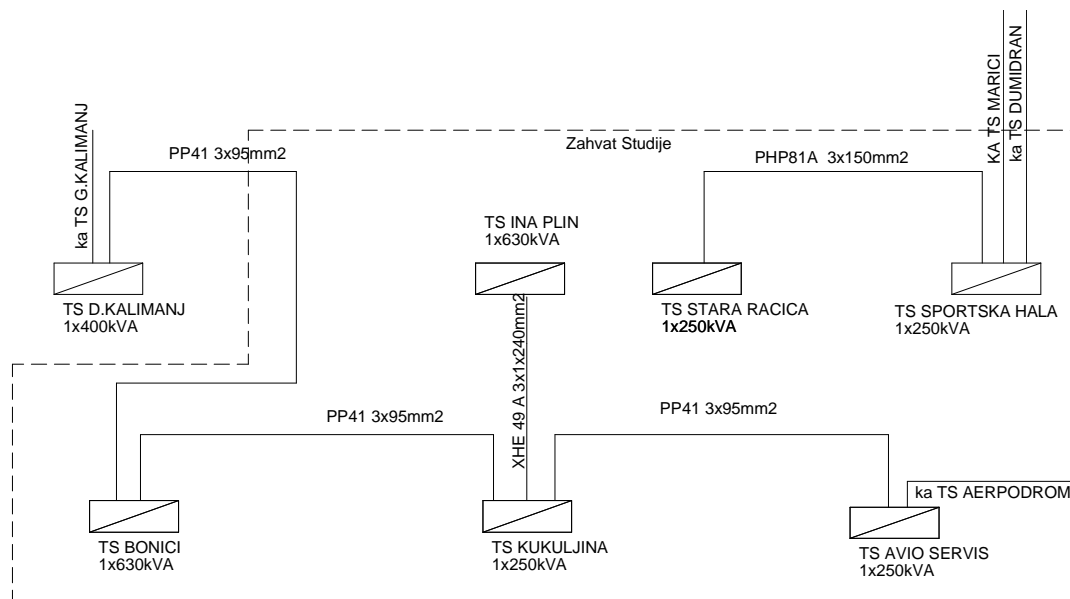 KA TS MARICI
ka TS DUMIDRAN
ka TS G.KALIMANJ
Zahvat Studije
PP41 3x95mm2
PHP81A 3x150mm2
TS INA PLIN
1x630kVA
TS D.KALIMANJ
1x400kVA
TS STARA RACICA
1x250kVA
TS SPORTSKA HALA
1x250kVA
XHE 49 A 3x1x240mm2
PP41 3x95mm2
PP41 3x95mm2
ka TS AERPODROM
TS BONICI
1x630kVA
TS KUKULJINA
1x250kVA
TS AVIO SERVIS
1x250kVA